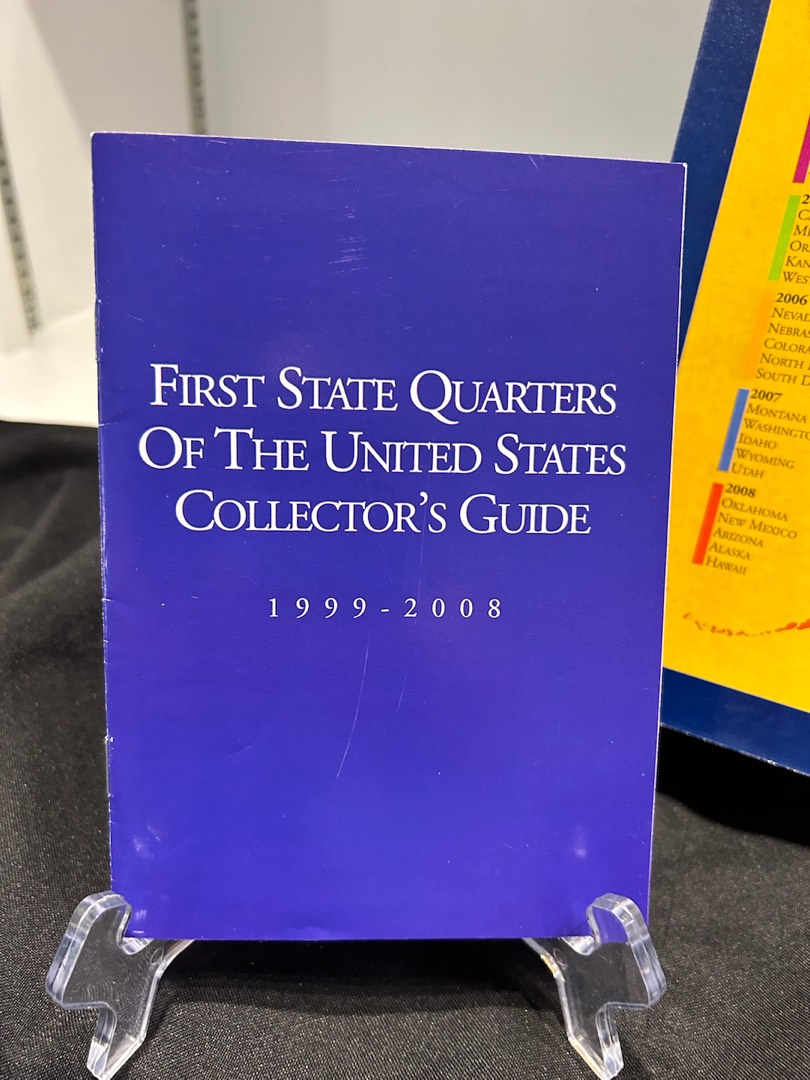 FIRST STATE QUARTERS
OF THE UNITED STATES
COLLECTOR'S GUIDE
1999-2008
2006
2007
MONTANA
IDAHO
WYOMING
UTAH
2008
OKLAHOMA
NEW MEXICO
ARIZONA
ALASKA
HAWAII